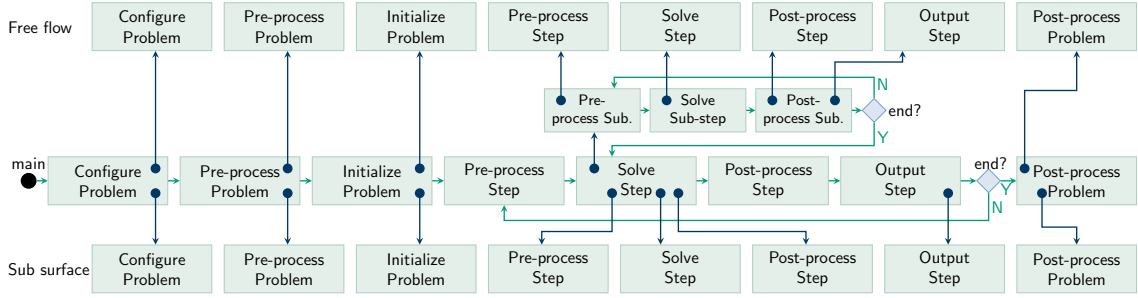 Free flow
Configure
Problem
Pre-process
Problem
Initialize
Problem
Pre-process
Step
Solve
Step
Post-process
Step
Output
Step
Post-process
Problem
Pre-
process Sub.
Solve
Sub-step
Post-
process Sub.
N
end?
Y
main
Configure
Problem
Pre-process
Problem
Initialize
Problem
Pre-process
Step
Solve
Step
Post-process
Step
Output
Step
end?
Y
N
Post-process
Problem
Sub surface
Configure
Problem
Pre-process
Problem
Initialize
Problem
Pre-process
Step
Solve
Step
Post-process
Step
Output
Step
Post-process
Problem